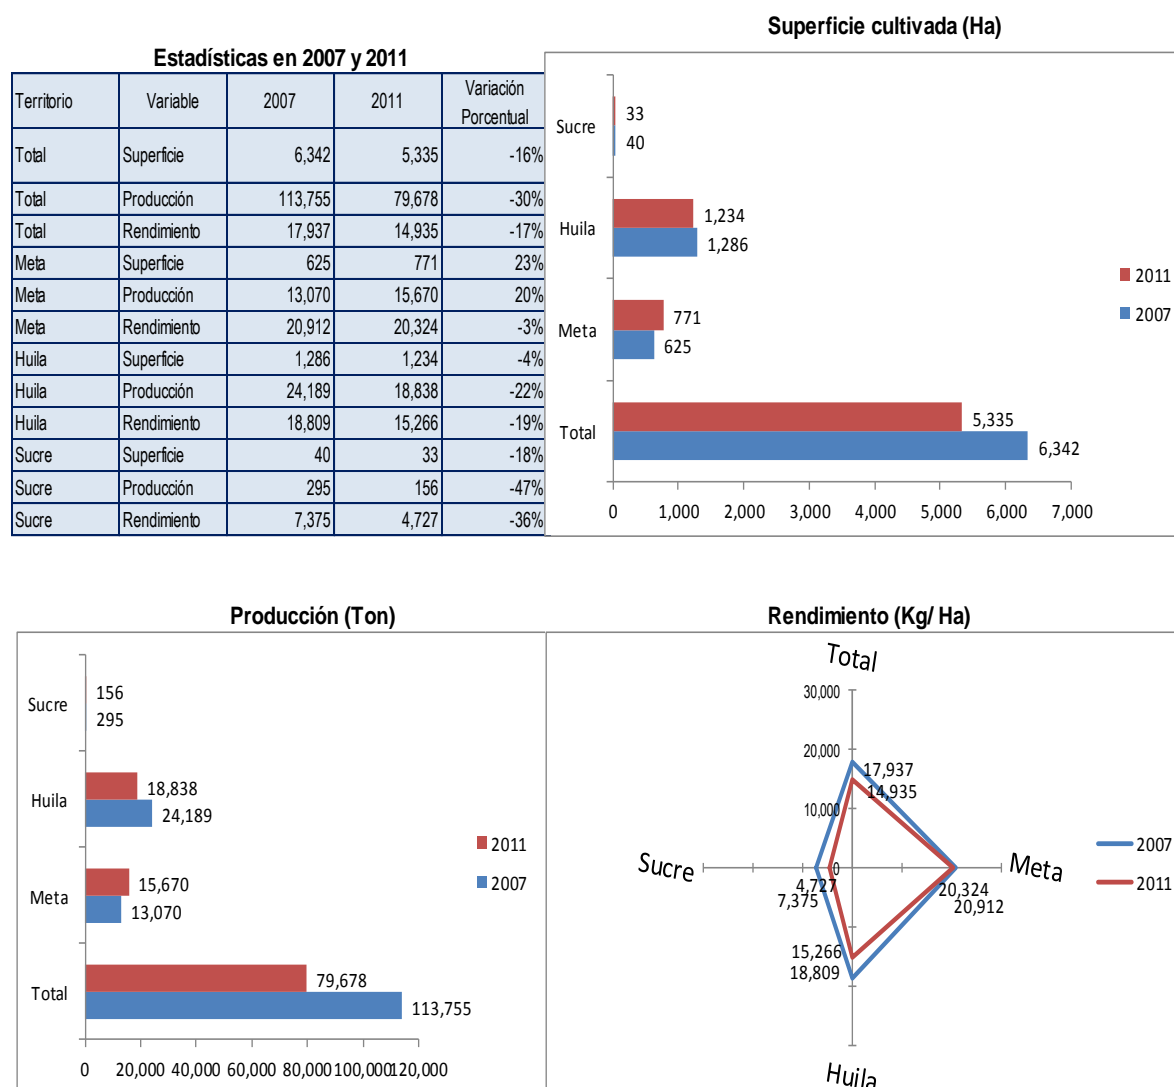 Estadísticas en 2007 y 2011
Territorio Variable 2007 2011 Variación Porcentual
Total Superficie 6,342 5,335 -16%
Total Producción 113,755 79,678 -30%
Total Rendimiento 17,937 14,935 -17%
Meta Superficie 625 771 23%
Meta Producción 13,070 15,670 20%
Meta Rendimiento 20,912 20,324 -3%
Huila Superficie 1,286 1,234 -4%
Huila Producción 24,189 18,838 -22%
Huila Rendimiento 18,809 15,266 -19%
Sucre Superficie 40 33 -18%
Sucre Producción 295 156 -47%
Sucre Rendimiento 7,375 4,727 -36%
Superficie cultivada (Ha)
33
Sucre
40
1,234
Huila
1,286
2011
771
2007
Meta
625
5,335
Total
6,342
0 1,000 2,000 3,000 4,000 5,000 6,000 7,000
Producción (Ton)
156
Sucre
295
18,838
Huila
24,189
2011
15,670
2007
Meta
13,070
79,678
Total
113,755
0 20,000 40,000 60,000 80,000 100,000 120,000
Rendimiento (Kg/ Ha)
Total
30,000
20,000
17,937
14,935
10,000
2007
Sucre 0 Meta
2011
4,727 20,324
7,375 20,912
15,266
18,809
Huila